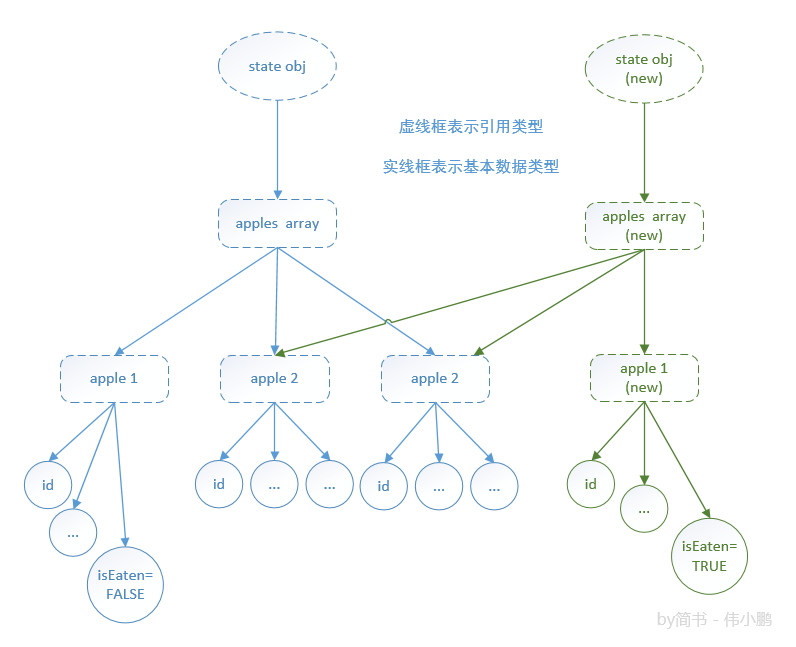 state obj
state obj
(new)
虚线框表示引用类型
实线框表示基本数据类型
apples array
apples array
(new)
apple 1
apple 2
apple 2
apple 1
(new)
id
...
isEaten=
FALSE
id
...
...
id
...
...
id
...
isEaten=
TRUE
by简书 - 伟小鹏